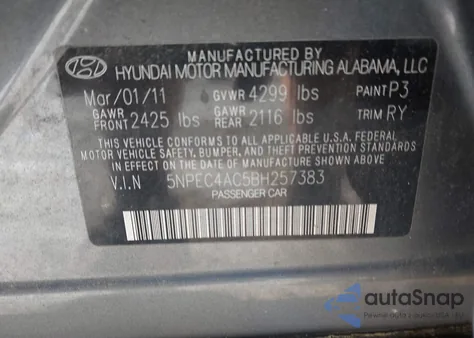 MANUFACTURED BY
HYUNDAI MOTOR MANUFACTURING ALABAMA, LLC
Mar/01/11 GVWR 4299 lbs PAINT P3
GAWR FRONT 2425 lbs GAWR REAR 2116 lbs TRIM RY
THIS VEHICLE CONFORMS TO ALL APPLICABLE U.S.A FEDERAL
MOTOR VEHICLE SAFETY, BUMPER, AND THEFT PREVENTION STANDARDS
IN EFFECT ON THE DATE OF MANUFACTURE SHOWN ABOVE.
V.I.N 5NPEC4AC5BH257383
PASSENGER CAR
autoSnap